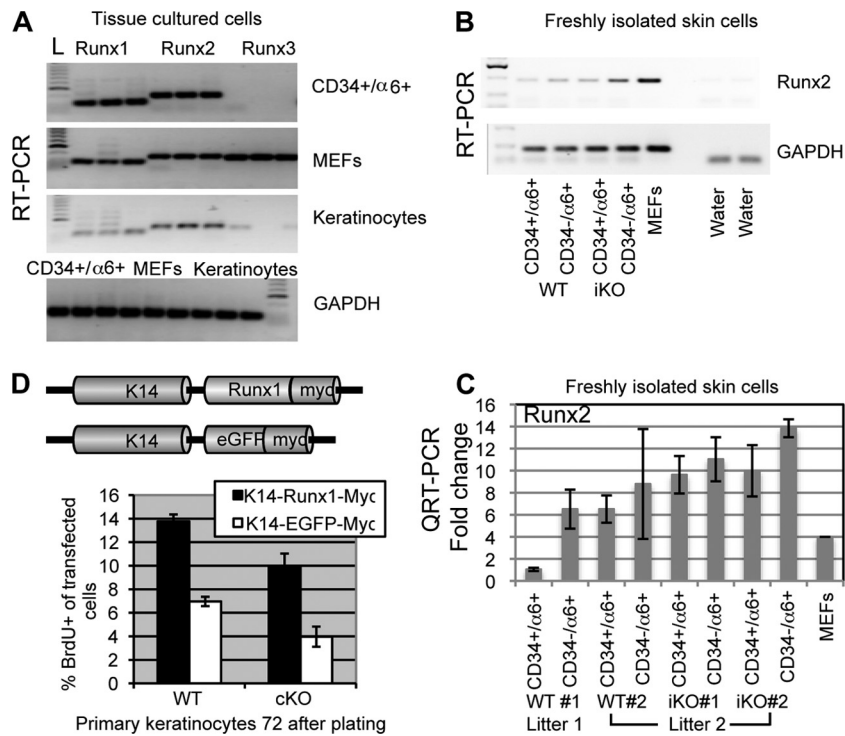 A
Tissue cultured cells
L Runx1 Runx2 Runx3
RT-PCR
CD34+/α6+
MEFs
Keratinocytes
CD34+/α6+ MEFs Keratinoytes
GAPDH
B
Freshly isolated skin cells
RT-PCR
Runx2
GAPDH
CD34+/α6+
CD34-/α6+
CD34+/α6+
CD34-/α6+
MEFs
Water
Water
WT iKO
D
K14 Runx1 myc
K14 eGFP myc
K14-Runx1-Myc
K14-EGFP-Myc
% BrdU+ of transfected
cells
16
14
12
10
8
6
4
2
0
WT cKO
Primary keratinocytes 72 after plating
C
Freshly isolated skin cells
Runx2
QRT-PCR
Fold change
16
14
12
10
8
6
4
2
0
CD34+/α6+
CD34-/α6+
CD34+/α6+
CD34-/α6+
CD34+/α6+
CD34-/α6+
CD34+/α6+
CD34-/α6+
MEFs
WT #1 WT#2 iKO#1 iKO#2
Litter 1 Litter 2